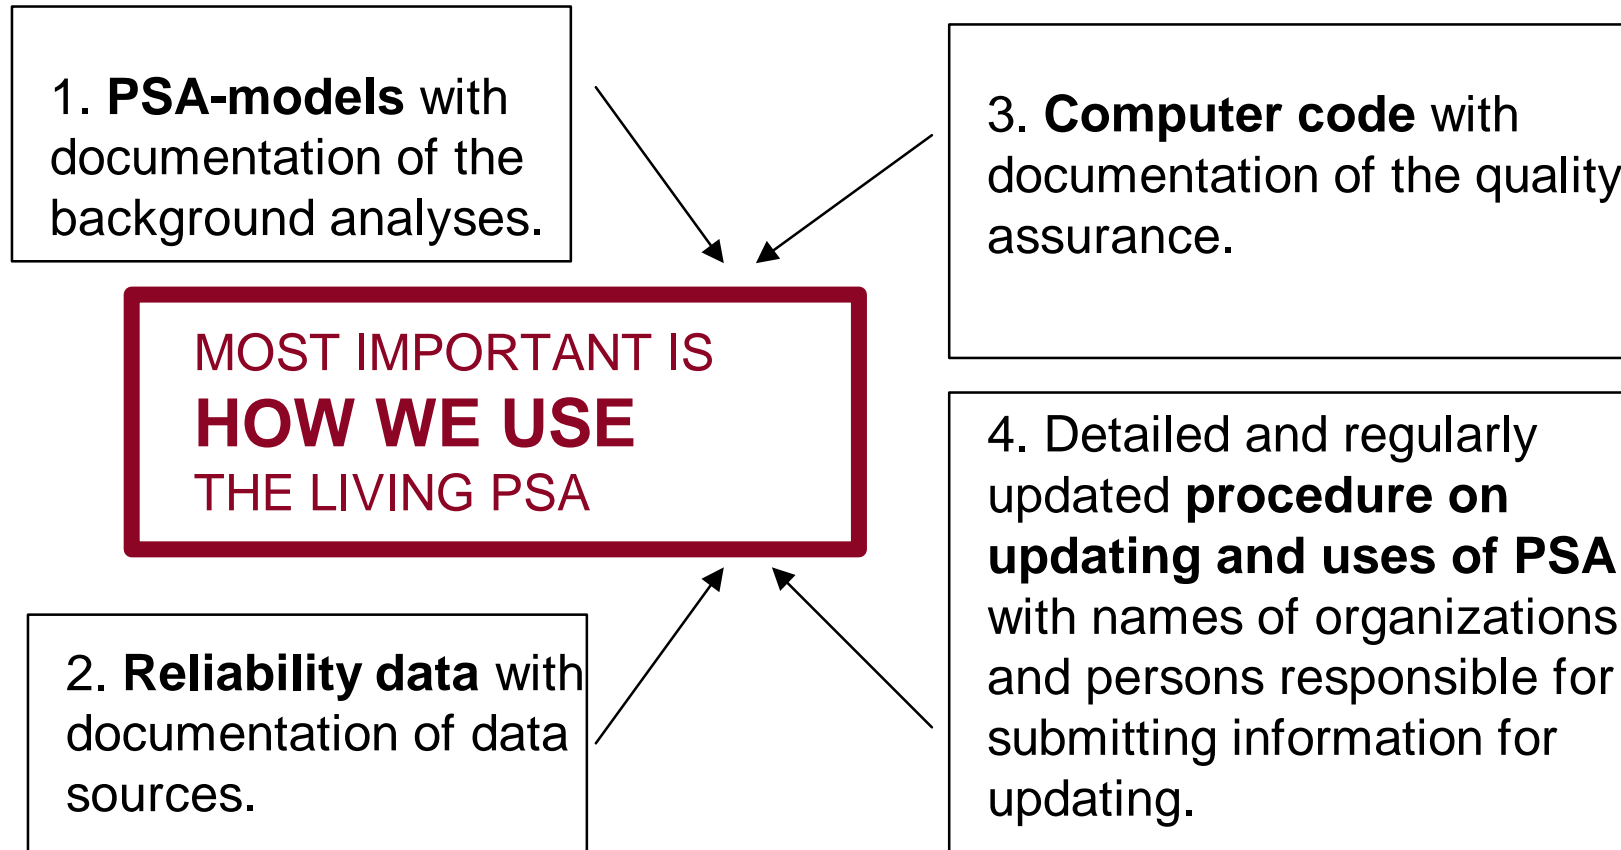 1. PSA-models with
documentation of the
background analyses.
3. Computer code with
documentation of the quality
assurance.
MOST IMPORTANT IS
HOW WE USE
THE LIVING PSA
2. Reliability data with
documentation of data
sources.
4. Detailed and regularly
updated procedure on
updating and uses of PSA
with names of organizations
and persons responsible for
submitting information for
updating.